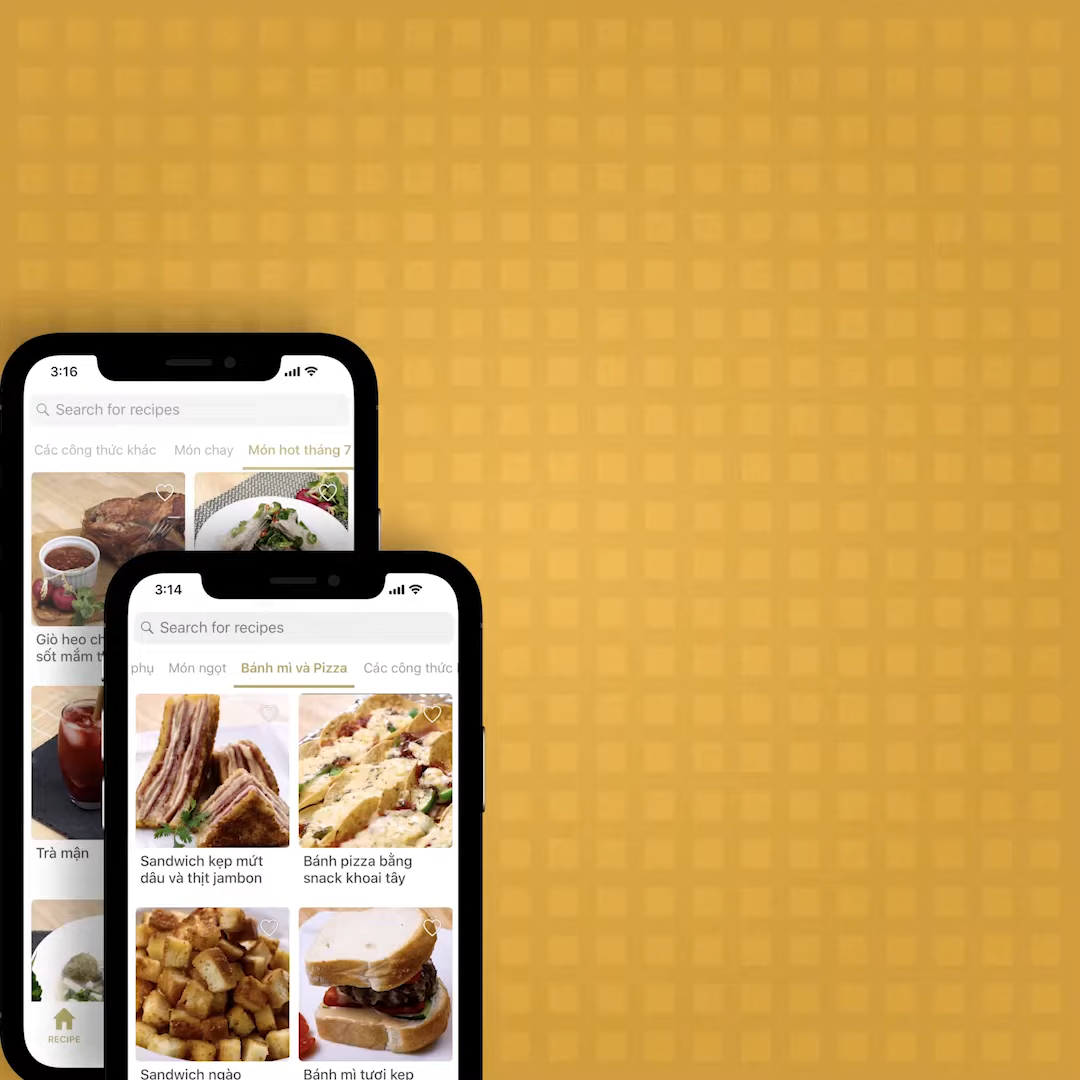 3:16
Search for recipes
Các công thức khác Món chay Món hot tháng 7
Giò heo
sốt mắm
Trà mận
RECIPE
3:14
Search for recipes
phụ Món ngọt Bánh mì và Pizza Các công thức
Sandwich kẹp mứt
dâu và thịt jambon
Bánh pizza bằng
snack khoai tây
Sandwich ngào
Bánh mì tươi kẹp